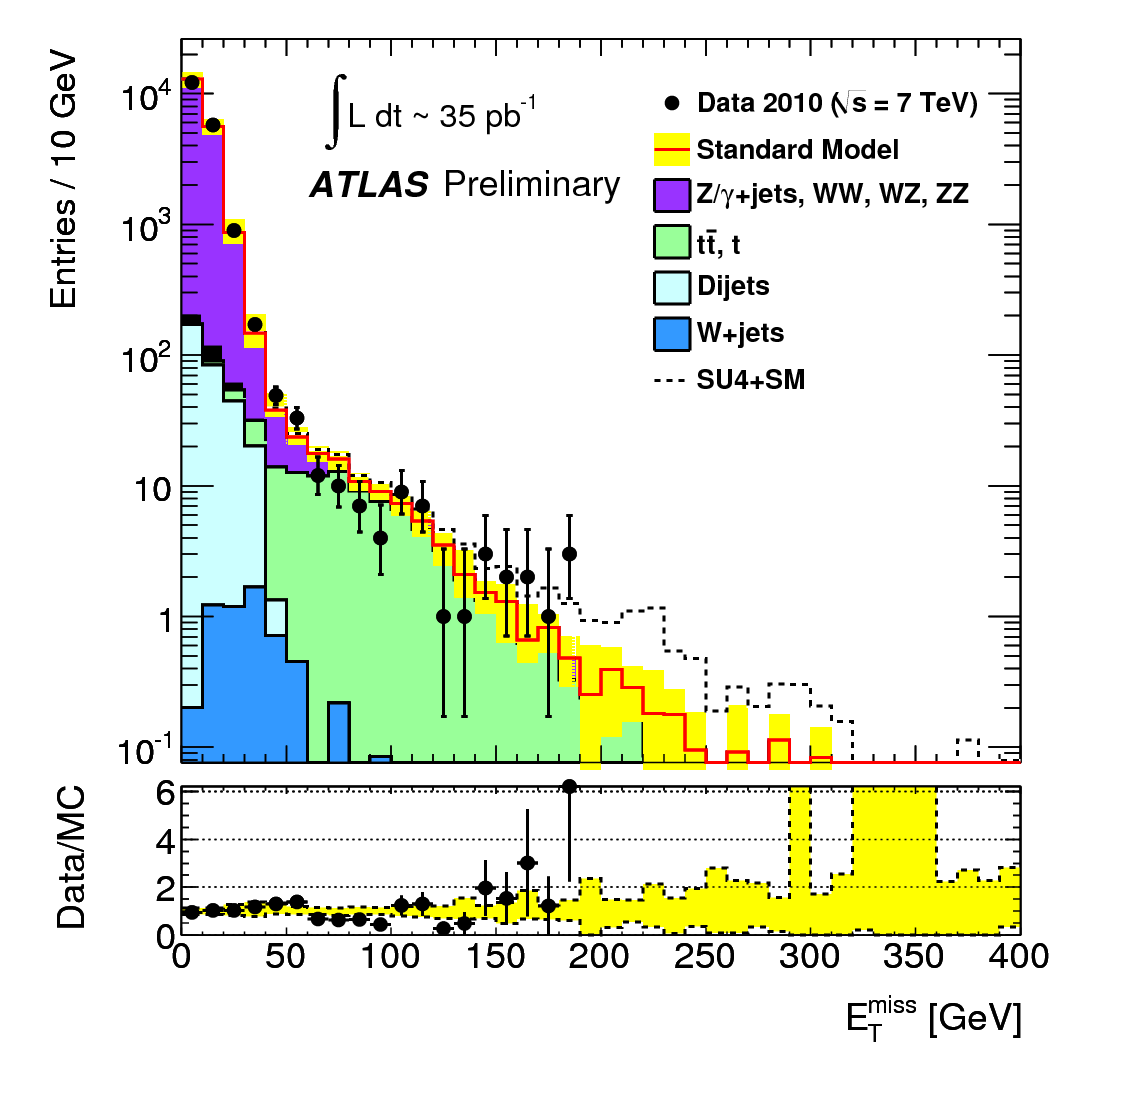 Entries / 10 GeV
10⁴
10³
10²
10
1
10⁻¹
∫ L dt ~ 35 pb⁻¹
ATLAS Preliminary
Data 2010 (√s = 7 TeV)
Standard Model
Z/γ+jets, WW, WZ, ZZ
tt̄, t
Dijets
W+jets
SU4+SM
Data/MC
6
4
2
0
0 50 100 150 200 250 300 350 400
E_T^miss [GeV]